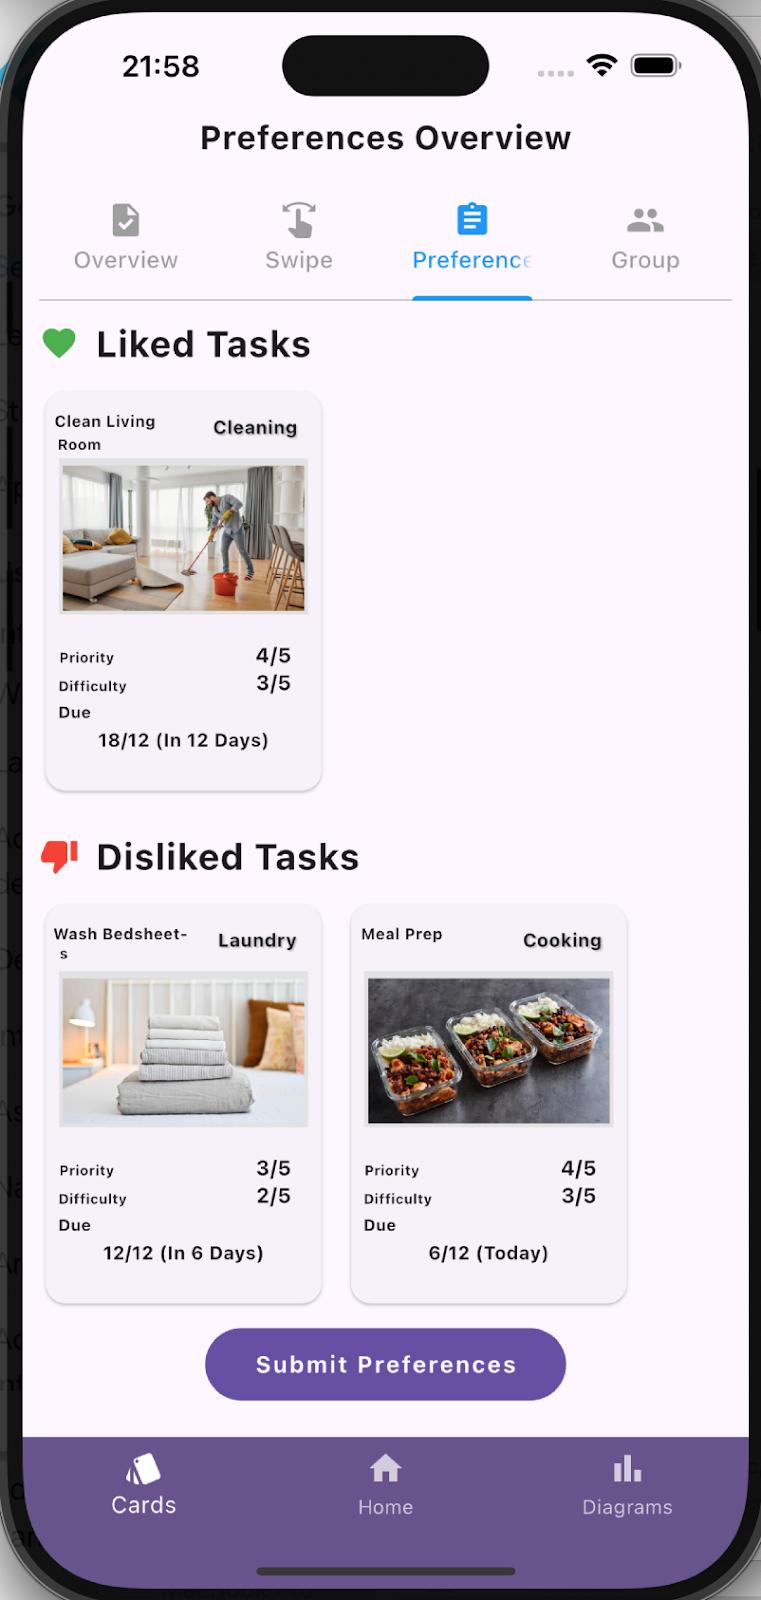 21:58
Preferences Overview
Overview
Swipe
Preference
Group
Liked Tasks
Clean Living
Room
Cleaning
Priority 4/5
Difficulty 3/5
Due
18/12 (In 12 Days)
Disliked Tasks
Wash Bedsheet-
s
Laundry
Priority 3/5
Difficulty 2/5
Due
12/12 (In 6 Days)
Meal Prep
Cooking
Priority 4/5
Difficulty 3/5
Due
6/12 (Today)
Submit Preferences
Cards
Home
Diagrams